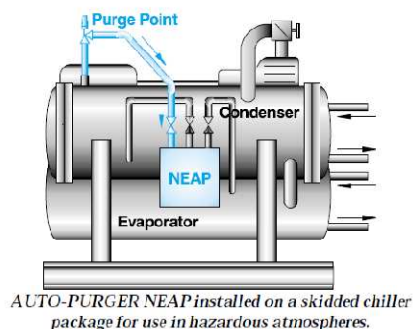 Purge Point
Condenser
NEAP
Evaporator
AUTO-PURGER NEAP installed on a skidded chiller
package for use in hazardous atmospheres.